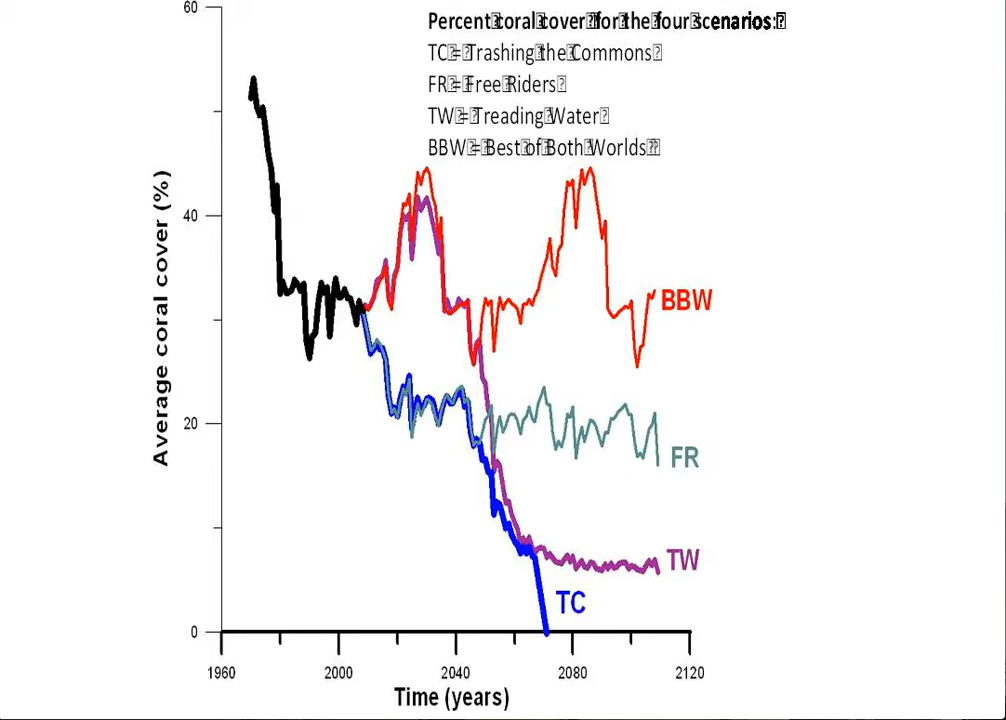 60
Percent coral cover for the four scenarios:
TC = Trashing the Commons
FR = Free Riders
TW = Treading Water
BBW = Best of Both Worlds
40
BBW
20
FR
TW
TC
0
1960 2000 2040 2080 2120
Time (years)
Average coral cover (%)